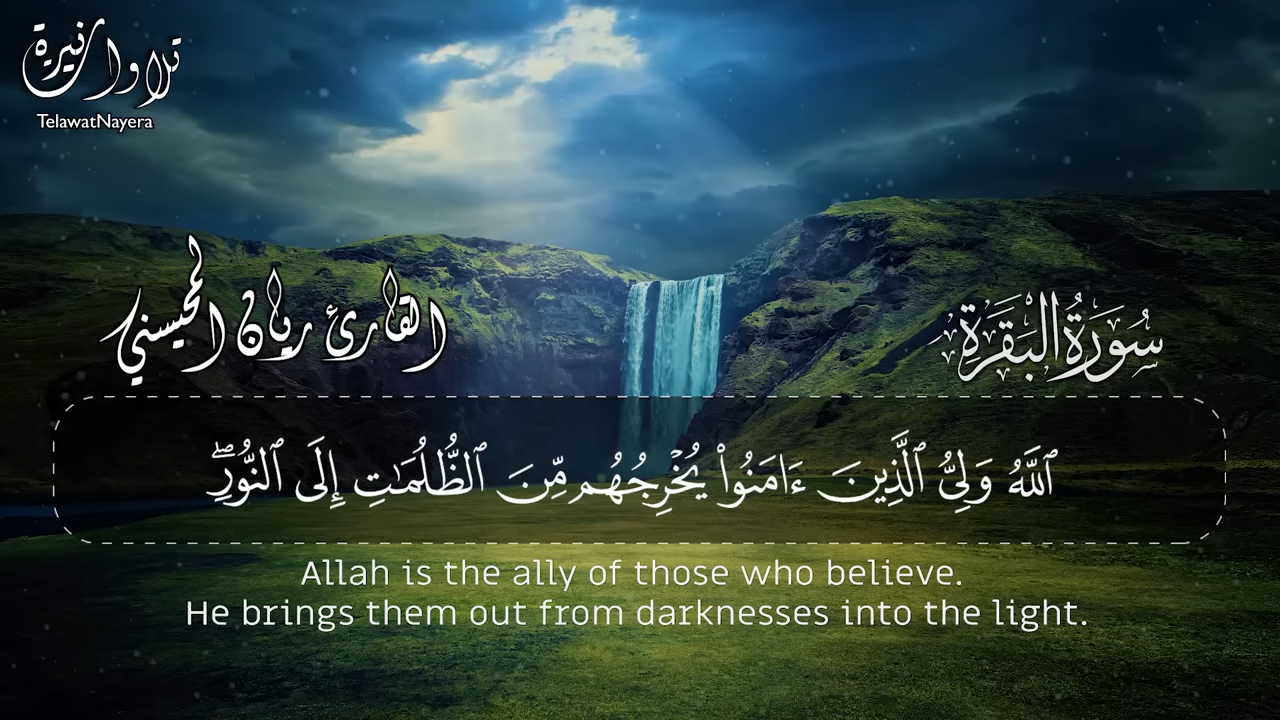 تلاوات نيرة
TelawatNayera
القارئ ريان المحيسني
سُورَةُ البَقَرَةِ
ٱللَّهُ وَلِىُّ ٱلَّذِينَ ءَامَنُوا۟ يُخْرِجُهُم مِّنَ ٱلظُّلُمَـٰتِ إِلَى ٱلنُّورِ ۖ
Allah is the ally of those who believe.
He brings them out from darknesses into the light.